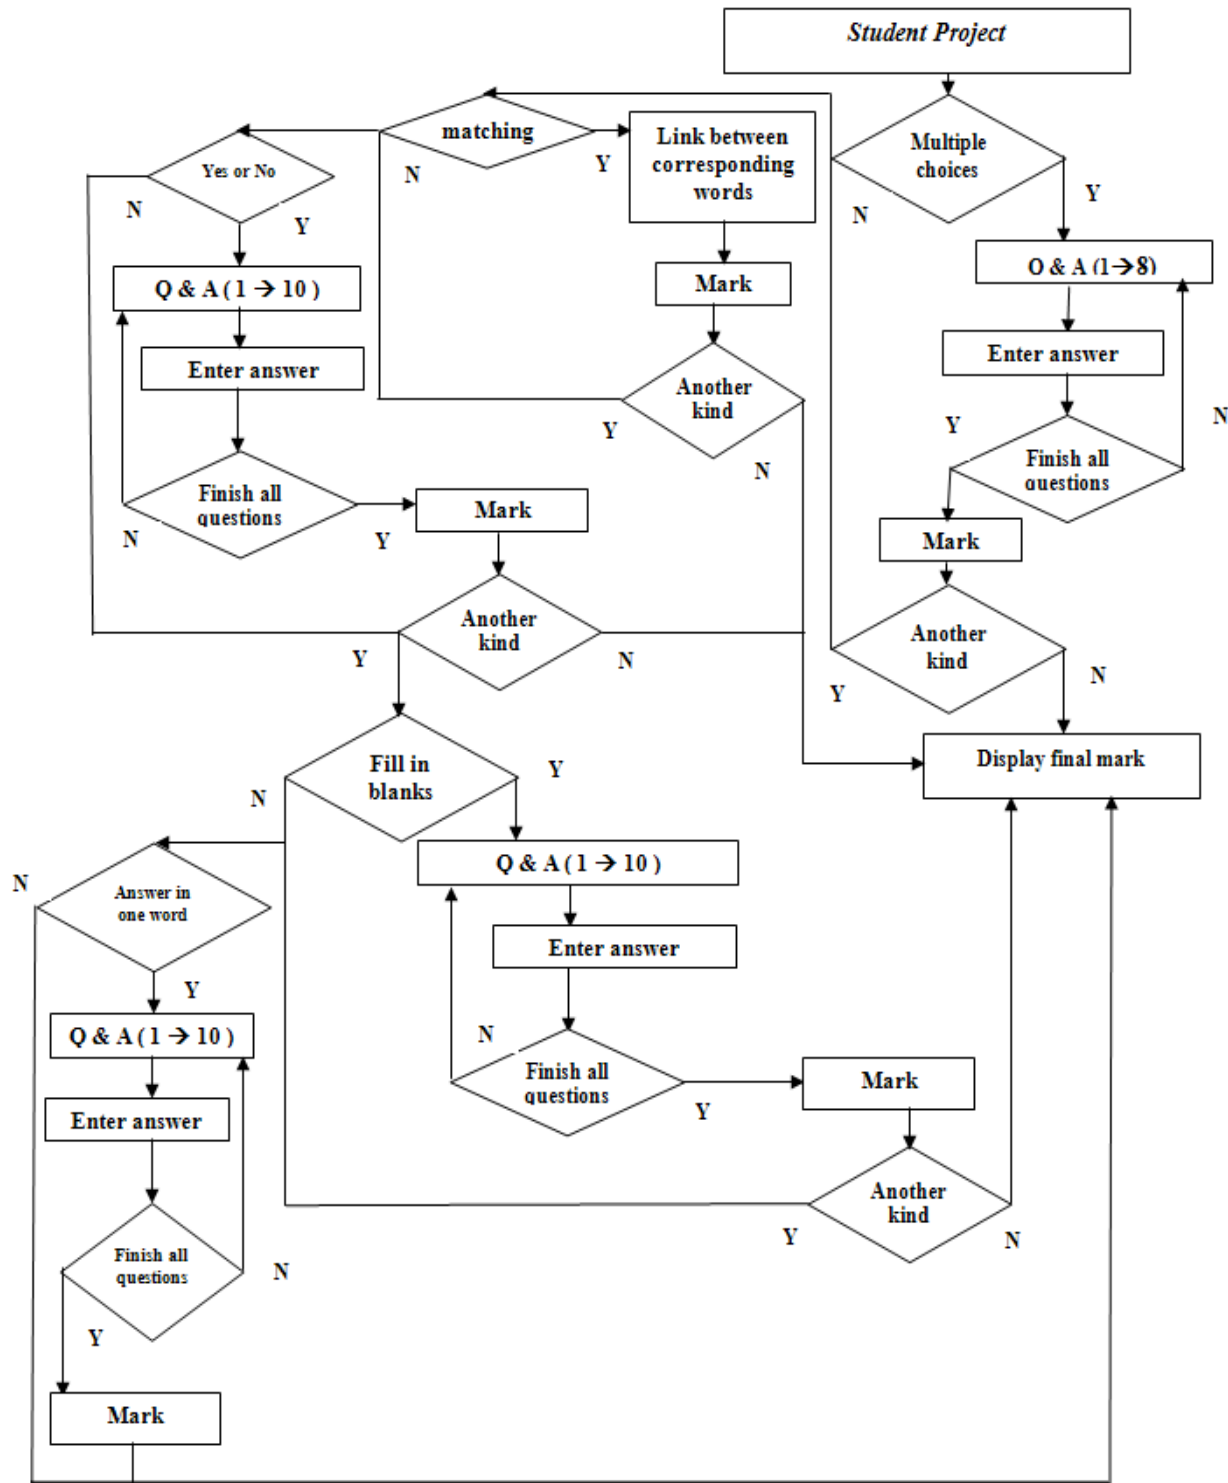 Student Project
Multiple
choices
N
Y
Q & A (1→8)
Enter answer
Y
N
Finish all
questions
Mark
Another
kind
Y
N
Display final mark
matching
N
Y
Link between
corresponding
words
Mark
Another
kind
Y
N
Yes or No
N
Y
Q & A ( 1 → 10 )
Enter answer
Finish all
questions
N
Y
Mark
Another
kind
Y
N
Fill in
blanks
N
Y
Q & A ( 1 → 10 )
Enter answer
N
Finish all
questions
Y
Mark
Another
kind
Y
N
N
Answer in
one word
Y
Q & A ( 1 → 10 )
Enter answer
Finish all
questions
N
Y
Mark